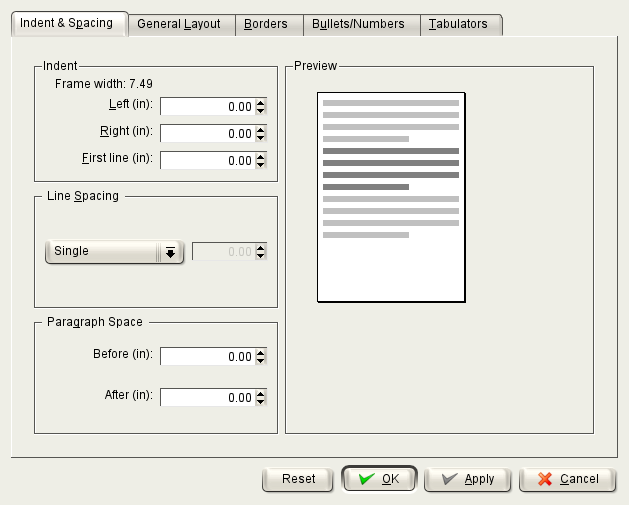 Indent & Spacing
General Layout
Borders
Bullets/Numbers
Tabulators
Indent
Frame width: 7.49
Left (in): 0.00
Right (in): 0.00
First line (in): 0.00
Line Spacing
Single 0.00
Paragraph Space
Before (in): 0.00
After (in): 0.00
Preview
Reset
OK
Apply
Cancel